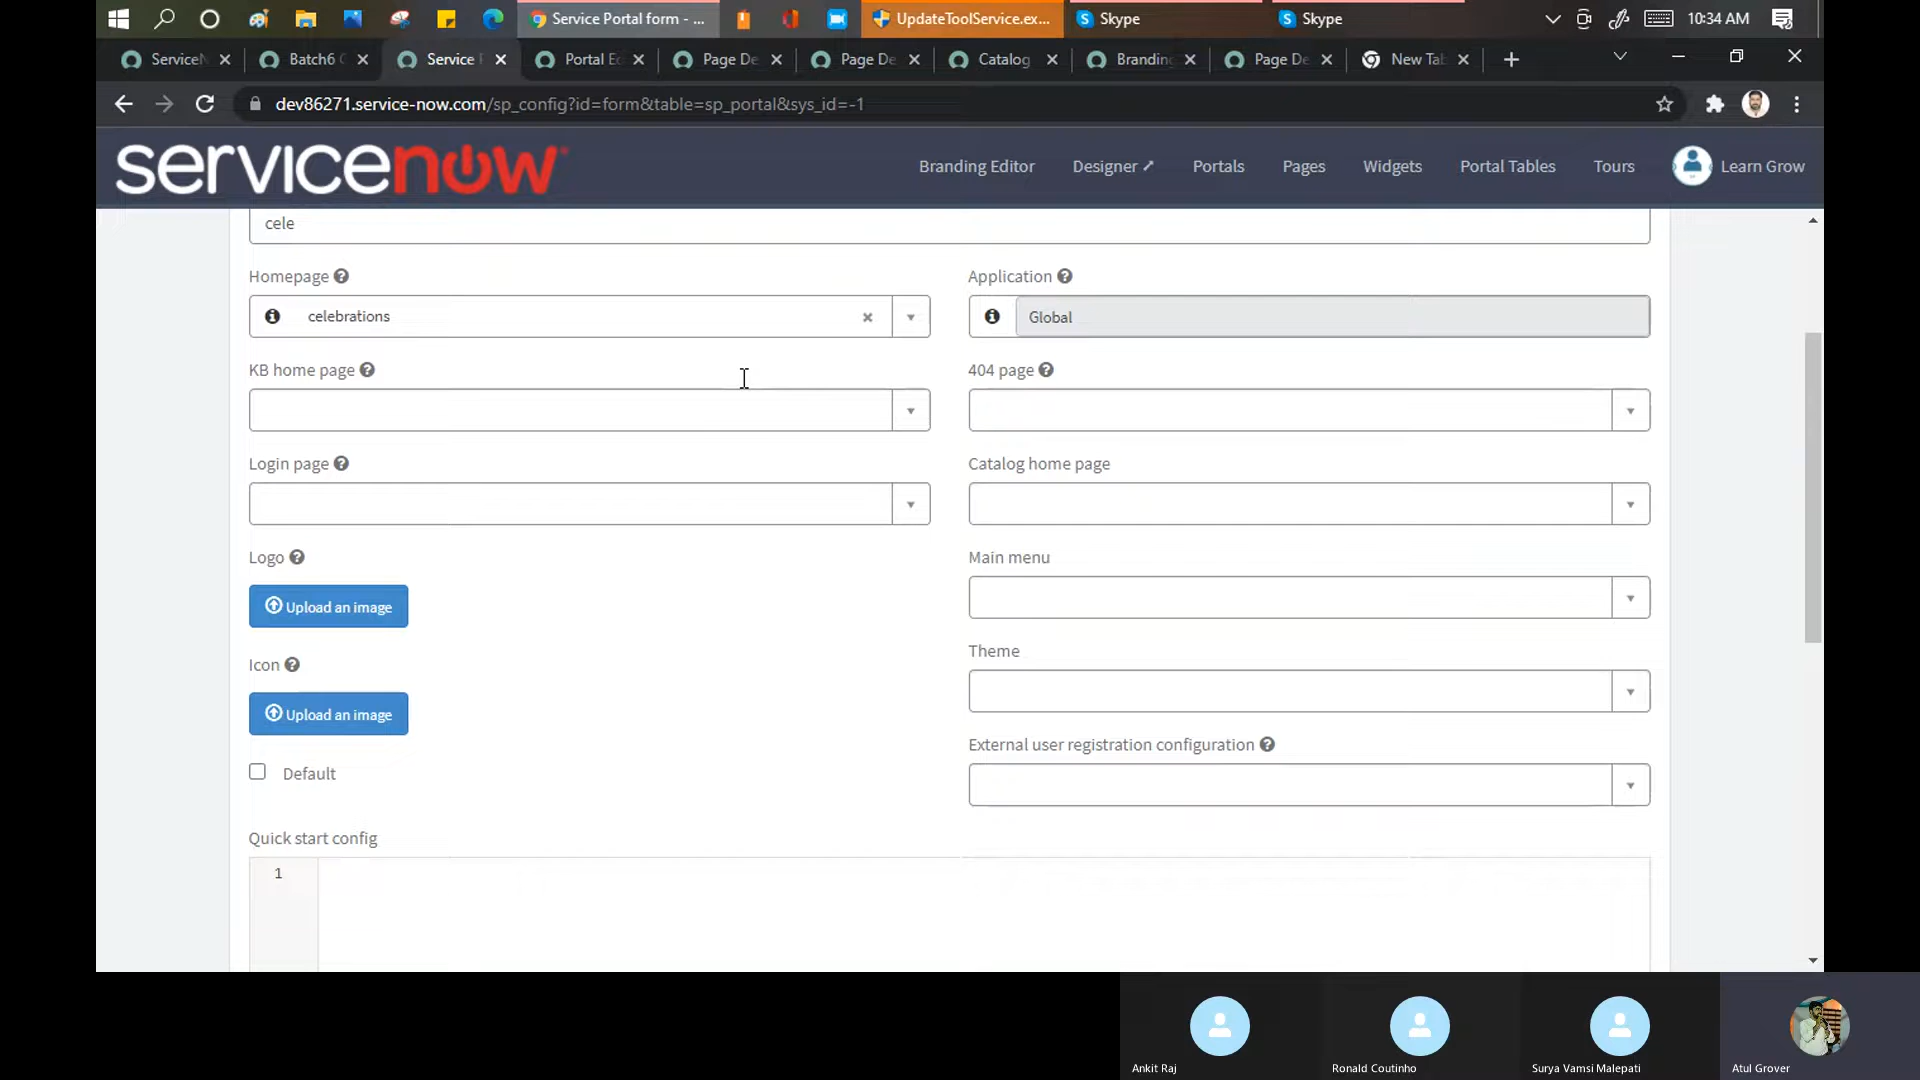 Service Portal form - ...
UpdateToolService.ex...
Skype
Skype
10:34 AM
ServiceN
Batch6
Service
Portal Ed
Page De
Page De
Catalog
Branding
Page De
New Tab
dev86271.service-now.com/sp_config?id=form&table=sp_portal&sys_id=-1
servicenow
Branding Editor
Designer
Portals
Pages
Widgets
Portal Tables
Tours
Learn Grow
cele
Homepage
Application
celebrations
Global
KB home page
404 page
Login page
Catalog home page
Logo
Main menu
Upload an image
Theme
Icon
Upload an image
External user registration configuration
Default
Quick start config
1
Ankit Raj
Ronald Coutinho
Surya Vamsi Malepati
Atul Grover